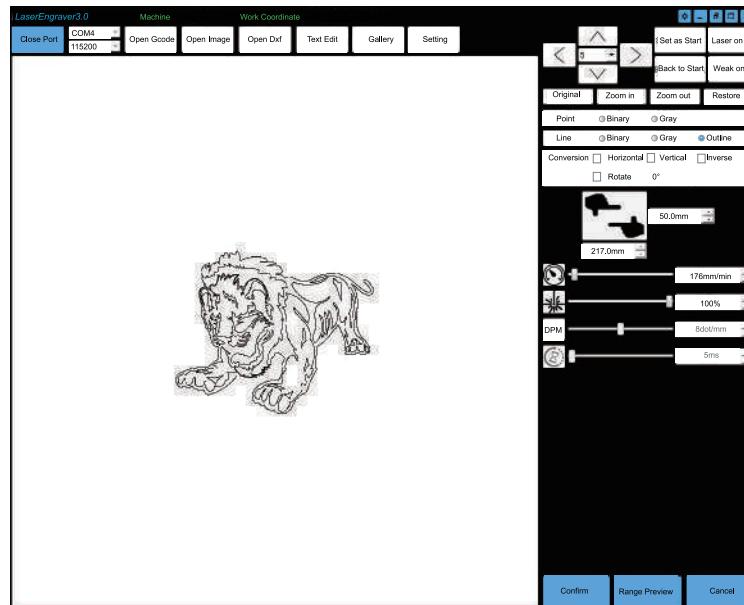 LaserEngraver3.0 Machine Work Coordinate
Close Port COM4 Open Gcode Open Image Open Dxf Text Edit Gallery Setting
115200
5 Set as Start Laser on
Back to Start Weak on
Original Zoom in Zoom out Restore
Point Binary Gray
Line Binary Gray Outline
Conversion Horizontal Vertical Inverse
Rotate 0°
50.0mm
217.0mm
176mm/min
100%
DPM 8dot/mm
5ms
Confirm Range Preview Cancel